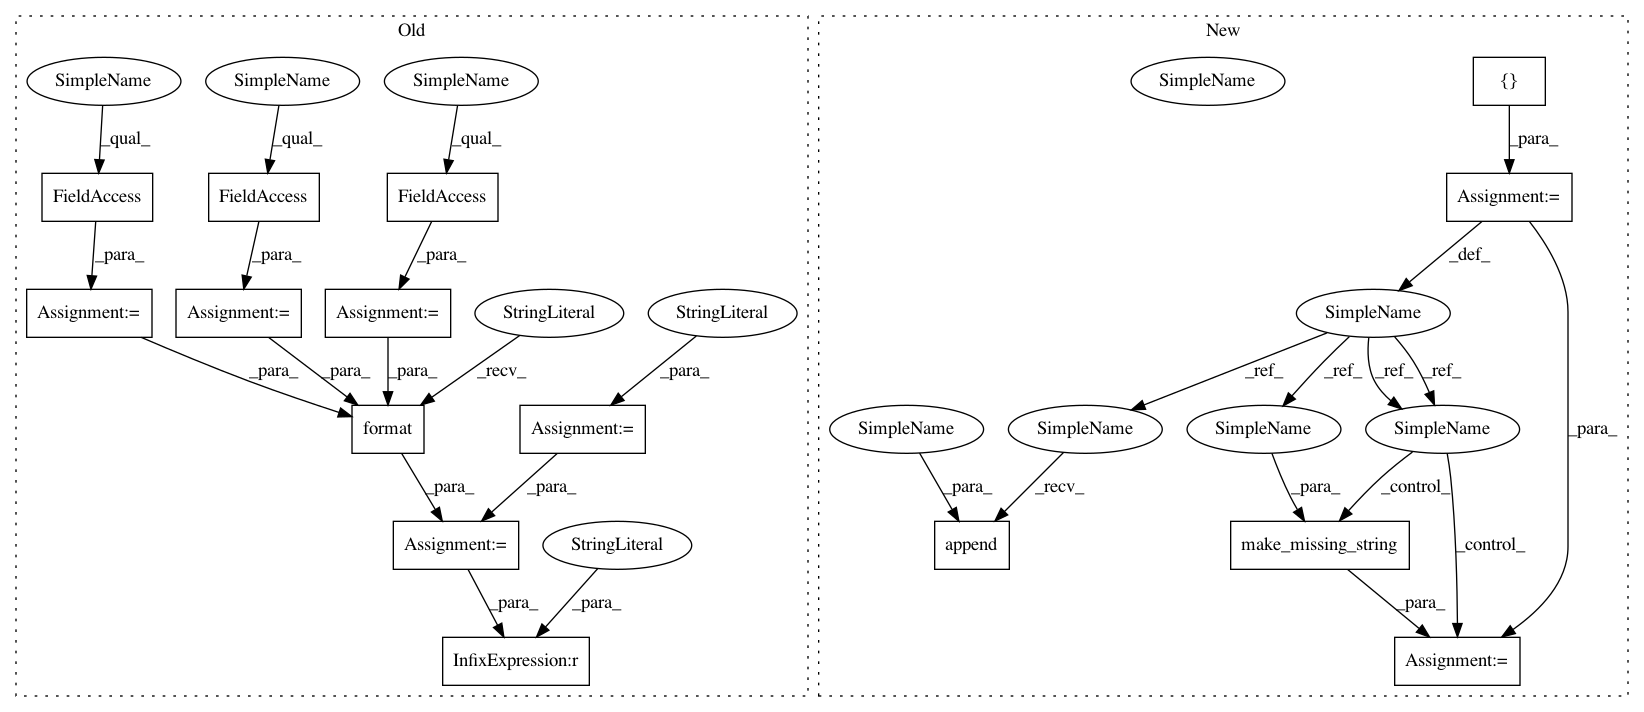 Old
New
SimpleName
SimpleName
SimpleName
SimpleName
{}
_qual_
_qual_
_qual_
_para_
FieldAccess
FieldAccess
FieldAccess
Assignment:=
_para_
_para_
_para_
_def_
Assignment:=
Assignment:=
Assignment:=
StringLiteral
StringLiteral
SimpleName
_para_
_para_
_para_
_recv_
_para_
_ref_
_ref_
_ref_
_ref_
format
Assignment:=
SimpleName
SimpleName
SimpleName
SimpleName
_para_
_para_
_para_
_para_
_recv_
_para_
_control_
Assignment:=
StringLiteral
append
make_missing_string
_control_
_para_
_para_
_para_
InfixExpression:r
Assignment:=